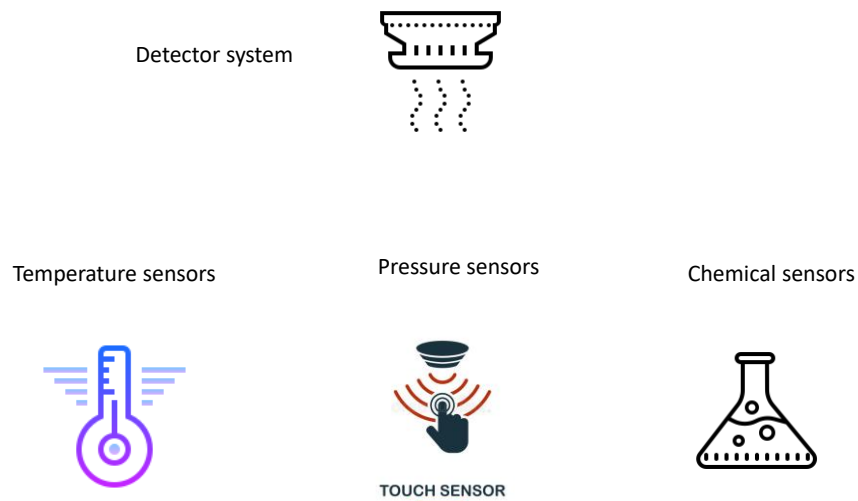 Detector system
Temperature sensors
Pressure sensors
Chemical sensors
TOUCH SENSOR